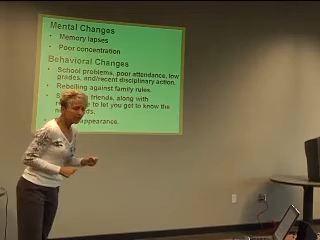 Mental Changes
• Memory lapses
• Poor concentration
Behavioral Changes
• School problems, poor attendance, low
grades, and/or recent disciplinary action.
• Rebelling against family rules.
friends, along with
to let you get to know the
appearance.